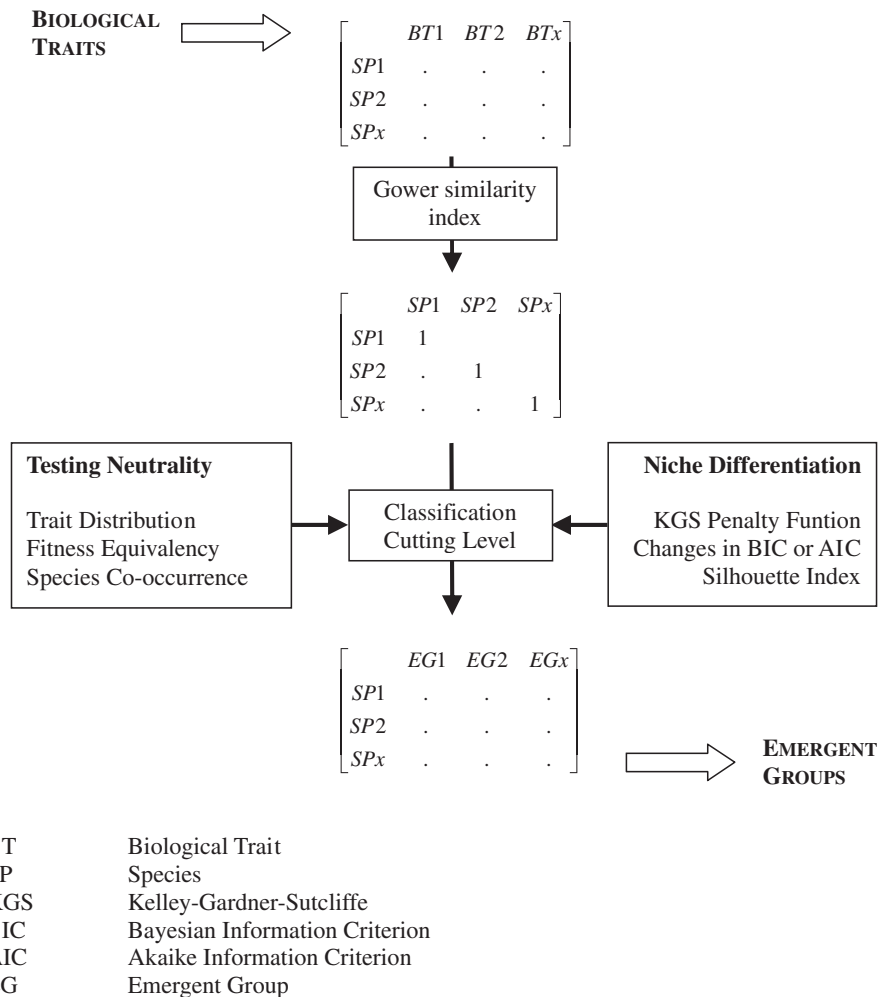 BIOLOGICAL
TRAITS
BT1 BT2 BTx
SP1 . . .
SP2 . . .
SPx . . .
Gower similarity
index
SP1 SP2 SPx
SP1 1
SP2 . 1
SPx . . 1
Testing Neutrality
Trait Distribution
Fitness Equivalency
Species Co-occurrence
Classification
Cutting Level
Niche Differentiation
KGS Penalty Funtion
Changes in BIC or AIC
Silhouette Index
EG1 EG2 EGx
SP1 . . .
SP2 . . .
SPx . . .
EMERGENT
GROUPS
T Biological Trait
P Species
KGS Kelley-Gardner-Sutcliffe
IC Bayesian Information Criterion
AIC Akaike Information Criterion
G Emergent Group